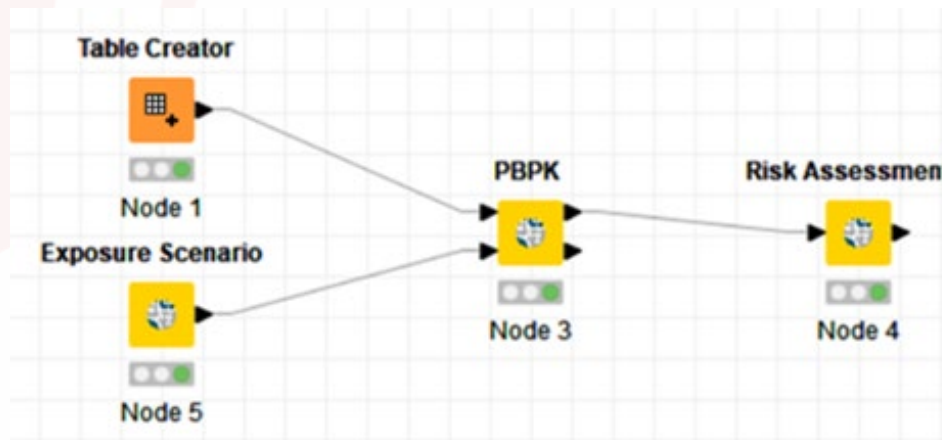 Table Creator
Node 1
Exposure Scenario
Node 5
PBPK
Node 3
Risk Assessmen
Node 4